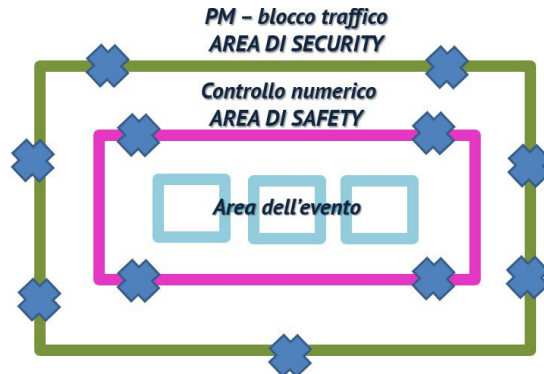 PM – blocco traffico
AREA DI SECURITY
Controllo numerico
AREA DI SAFETY
Area dell'evento